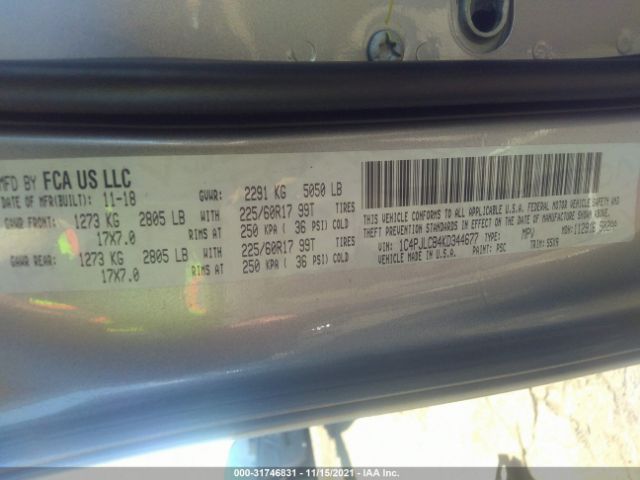 MFD BY FCA US LLC
DATE OF MFR(BUILT): 11-18 GVWR: 2291 KG 5050 LB
GAWR FRONT: 1273 KG 2805 LB WITH 225/60R17 99T TIRES
17X7.0 RIMS AT 250 KPA ( 36 PSI) COLD
GAWR REAR: 1273 KG 2805 LB WITH 225/60R17 99T TIRES
17X7.0 RIMS AT 250 KPA ( 36 PSI) COLD
THIS VEHICLE CONFORMS TO ALL APPLICABLE U.S.A. FEDERAL MOTOR VEHICLE SAFETY AND
THEFT PREVENTION STANDARDS IN EFFECT ON THE DATE OF MANUFACTURE SHOWN ABOVE.
VIN: 1C4PJLCB4KD344677 TYPE: MPV MDH:
VEHICLE MADE IN U.S.A. PAINT: PSC TRIM: S5X9
000-31746831 - 11/15/2021 - IAA Inc.